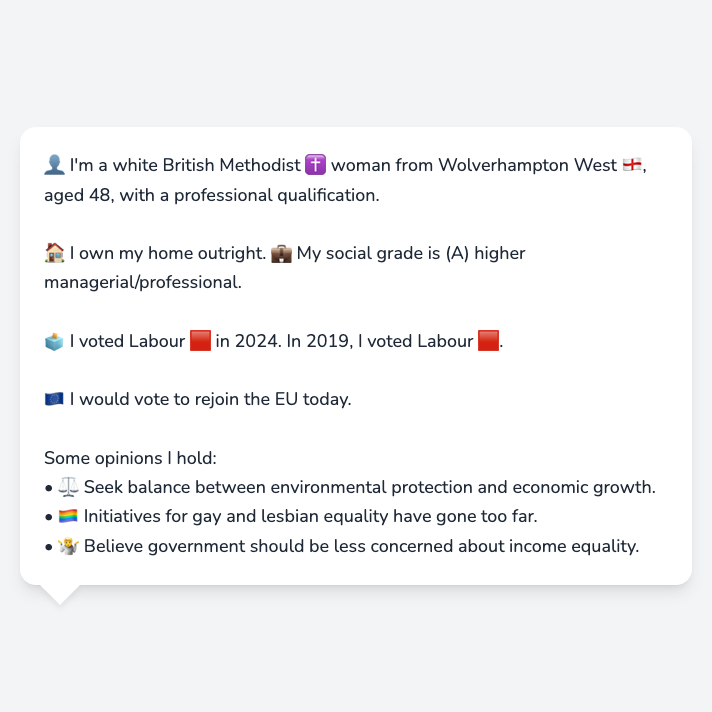 👤 I'm a white British Methodist ✝️ woman from Wolverhampton West 🏴󠁧󠁢󠁥󠁮󠁧󠁿,
aged 48, with a professional qualification.
🏠 I own my home outright. 💼 My social grade is (A) higher
managerial/professional.
🗳️ I voted Labour 🟥 in 2024. In 2019, I voted Labour 🟥.
🇪🇺 I would vote to rejoin the EU today.
Some opinions I hold:
• ⚖️ Seek balance between environmental protection and economic growth.
• 🏳️‍🌈 Initiatives for gay and lesbian equality have gone too far.
• 🤷 Believe government should be less concerned about income equality.